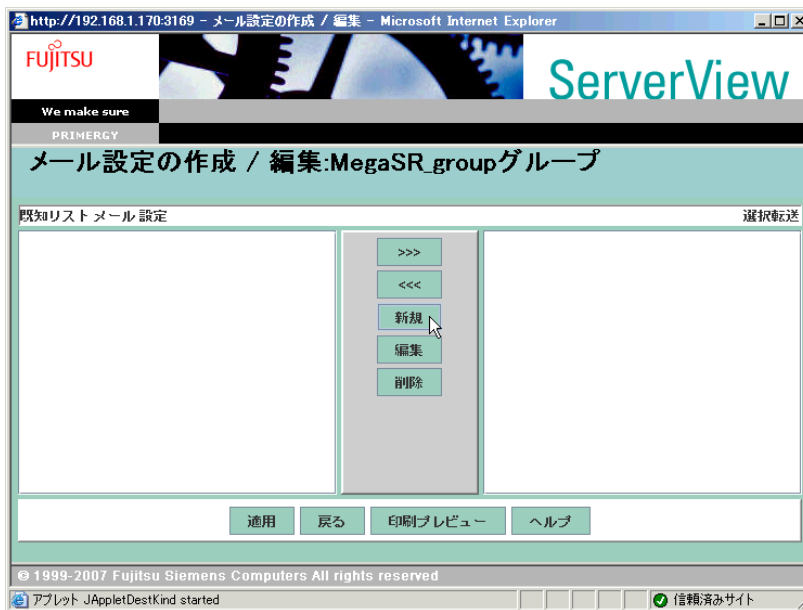 http://192.168.1.170:3169 - メール設定の作成 / 編集 - Microsoft Internet Explorer
FUJITSU
ServerView
We make sure
PRIMERGY
メール設定の作成 / 編集:MegaSR_groupグループ
既知リスト メール 設定
選択転送
>>>
<<<
新規
編集
削除
適用 戻る 印刷プレビュー ヘルプ
© 1999-2007 Fujitsu Siemens Computers All rights reserved
アプレット JAppletDestKind started
信頼済みサイト